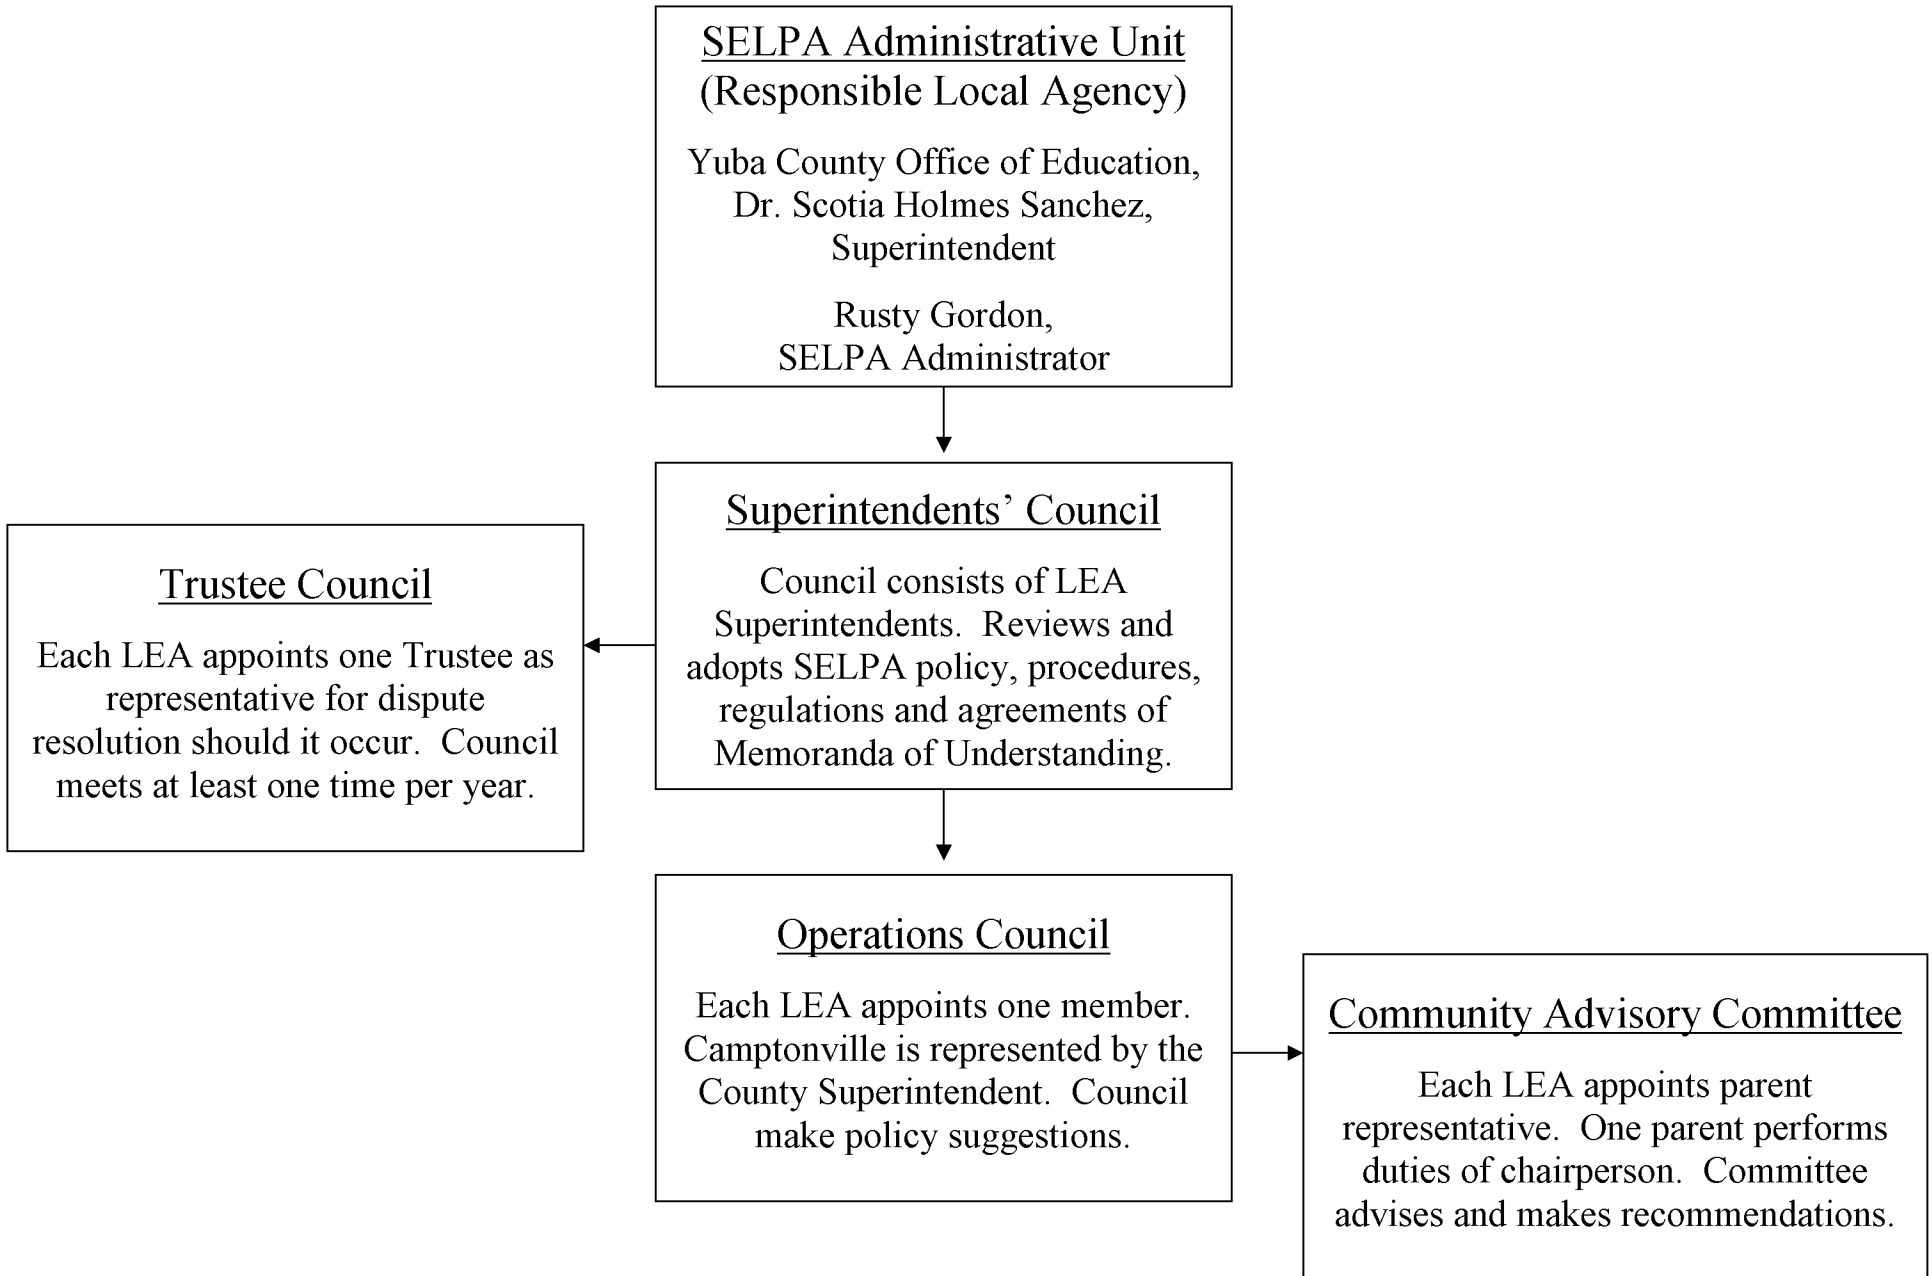 SELPA Administrative Unit
(Responsible Local Agency)
Yuba County Office of Education,
Dr. Scotia Holmes Sanchez,
Superintendent
Rusty Gordon,
SELPA Administrator
Superintendents’ Council
Council consists of LEA
Superintendents.  Reviews and
adopts SELPA policy, procedures,
regulations and agreements of
Memoranda of Understanding.
Trustee Council
Each LEA appoints one Trustee as
representative for dispute
resolution should it occur.  Council
meets at least one time per year.
Operations Council
Each LEA appoints one member.
Camptonville is represented by the
County Superintendent.  Council
make policy suggestions.
Community Advisory Committee
Each LEA appoints parent
representative.  One parent performs
duties of chairperson.  Committee
advises and makes recommendations.